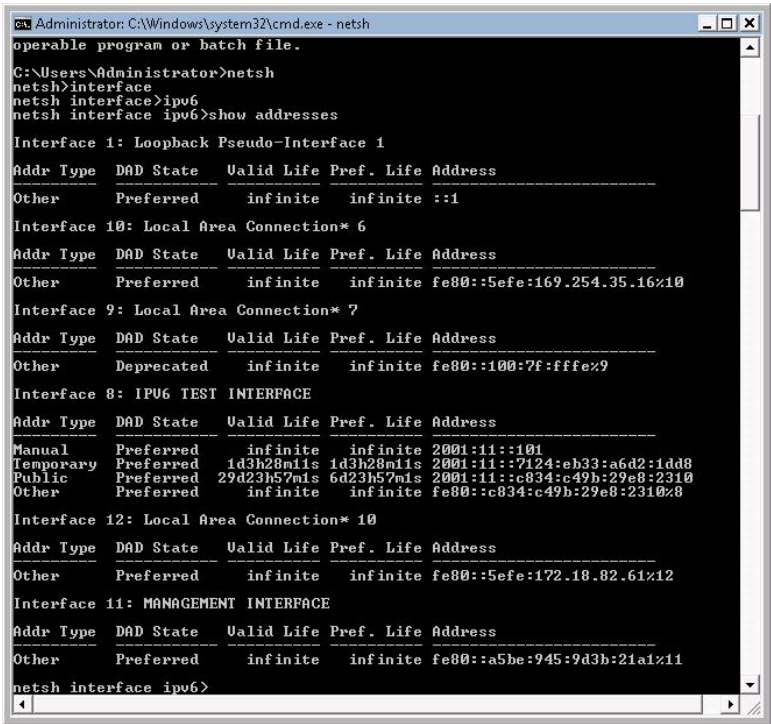 Administrator: C:\Windows\system32\cmd.exe - netsh
operable program or batch file.
C:\Users\Administrator>netsh
netsh>interface
netsh interface>ipv6
netsh interface ipv6>show addresses
Interface 1: Loopback Pseudo-Interface 1
Addr Type DAD State Valid Life Pref. Life Address
Other Preferred infinite infinite ::1
Interface 10: Local Area Connection* 6
Addr Type DAD State Valid Life Pref. Life Address
Other Preferred infinite infinite fe80::5efe:169.254.35.16%10
Interface 9: Local Area Connection* 7
Addr Type DAD State Valid Life Pref. Life Address
Other Deprecated infinite infinite fe80::100:7f:fffe%9
Interface 8: IPV6 TEST INTERFACE
Addr Type DAD State Valid Life Pref. Life Address
Manual Preferred infinite infinite 2001:11::101
Temporary Preferred 1d3h28m11s 1d3h28m11s 2001:11::7124:eb33:a6d2:1dd8
Public Preferred 29d23h57m1s 6d23h57m1s 2001:11::c834:c49b:29e8:2310
Other Preferred infinite infinite fe80::c834:c49b:29e8:2310%8
Interface 12: Local Area Connection* 10
Addr Type DAD State Valid Life Pref. Life Address
Other Preferred infinite infinite fe80::5efe:172.18.82.61%12
Interface 11: MANAGEMENT INTERFACE
Addr Type DAD State Valid Life Pref. Life Address
Other Preferred infinite infinite fe80::a5be:945:9d3b:21a1%11
netsh interface ipv6>